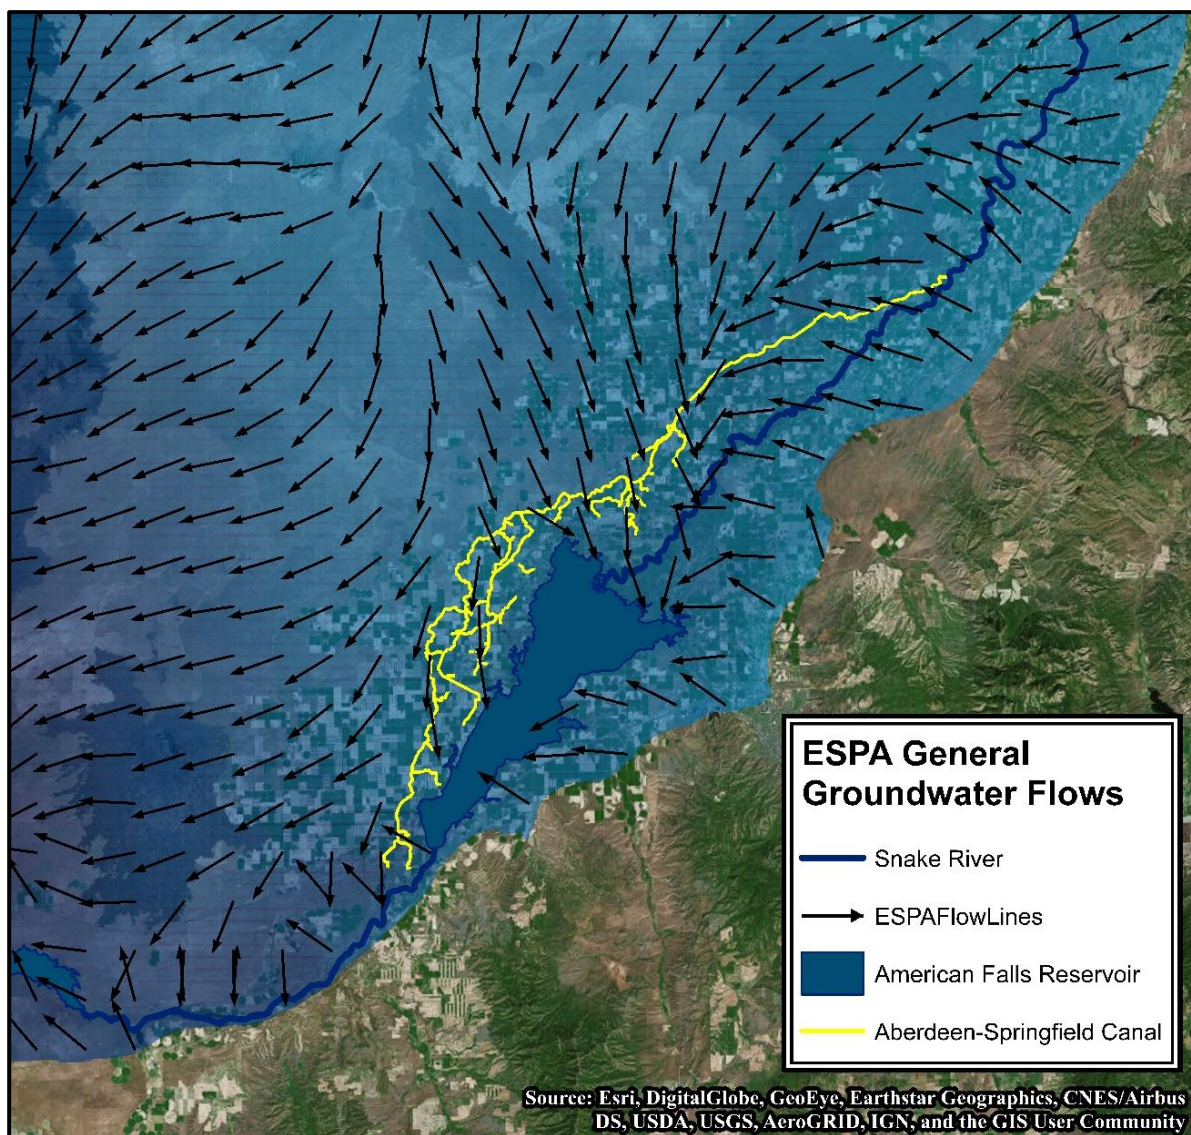 ESPA General
Groundwater Flows
Snake River
ESPAFlowLines
American Falls Reservoir
Aberdeen-Springfield Canal
Source: Esri, DigitalGlobe, GeoEye, Earthstar Geographics, CNES/Airbus
DS, USDA, USGS, AeroGRID, IGN, and the GIS User Community